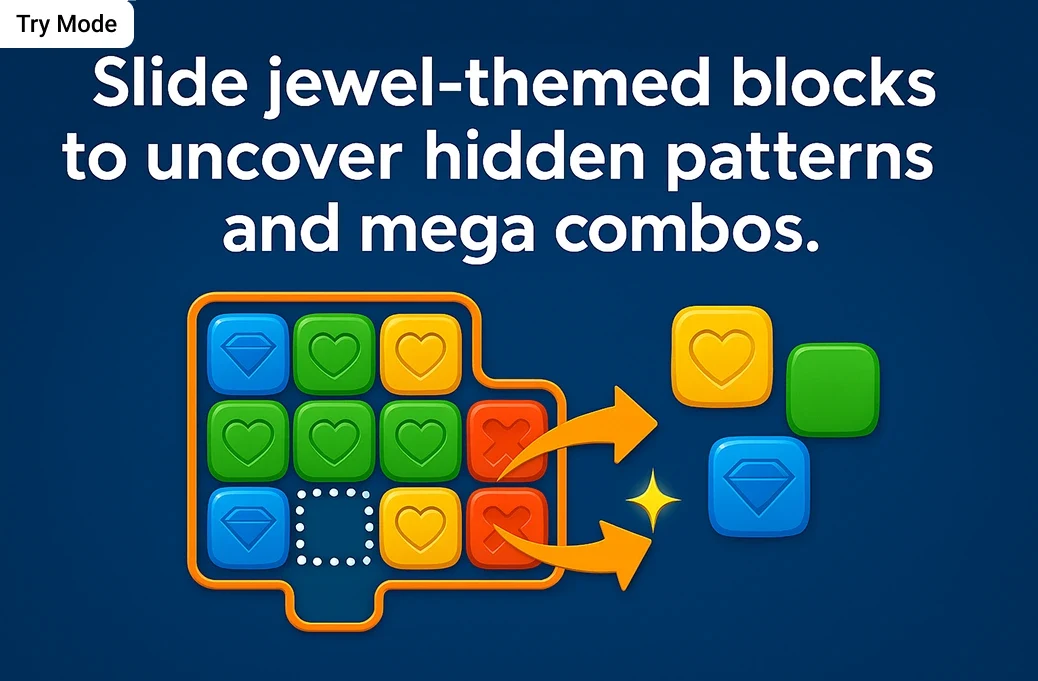 Try Mode
Slide jewel-themed blocks
to uncover hidden patterns
and mega combos.